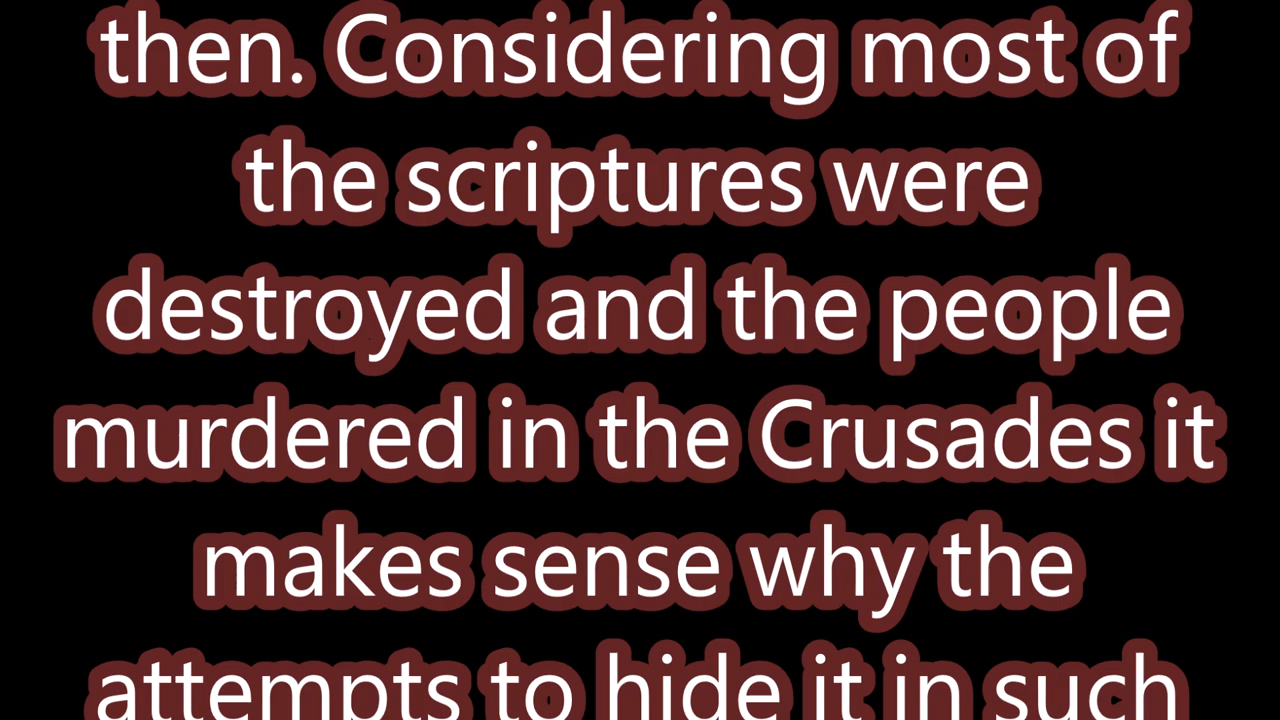 then. Considering most of
the scriptures were
destroyed and the people
murdered in the Crusades it
makes sense why the
attempts to hide it in such